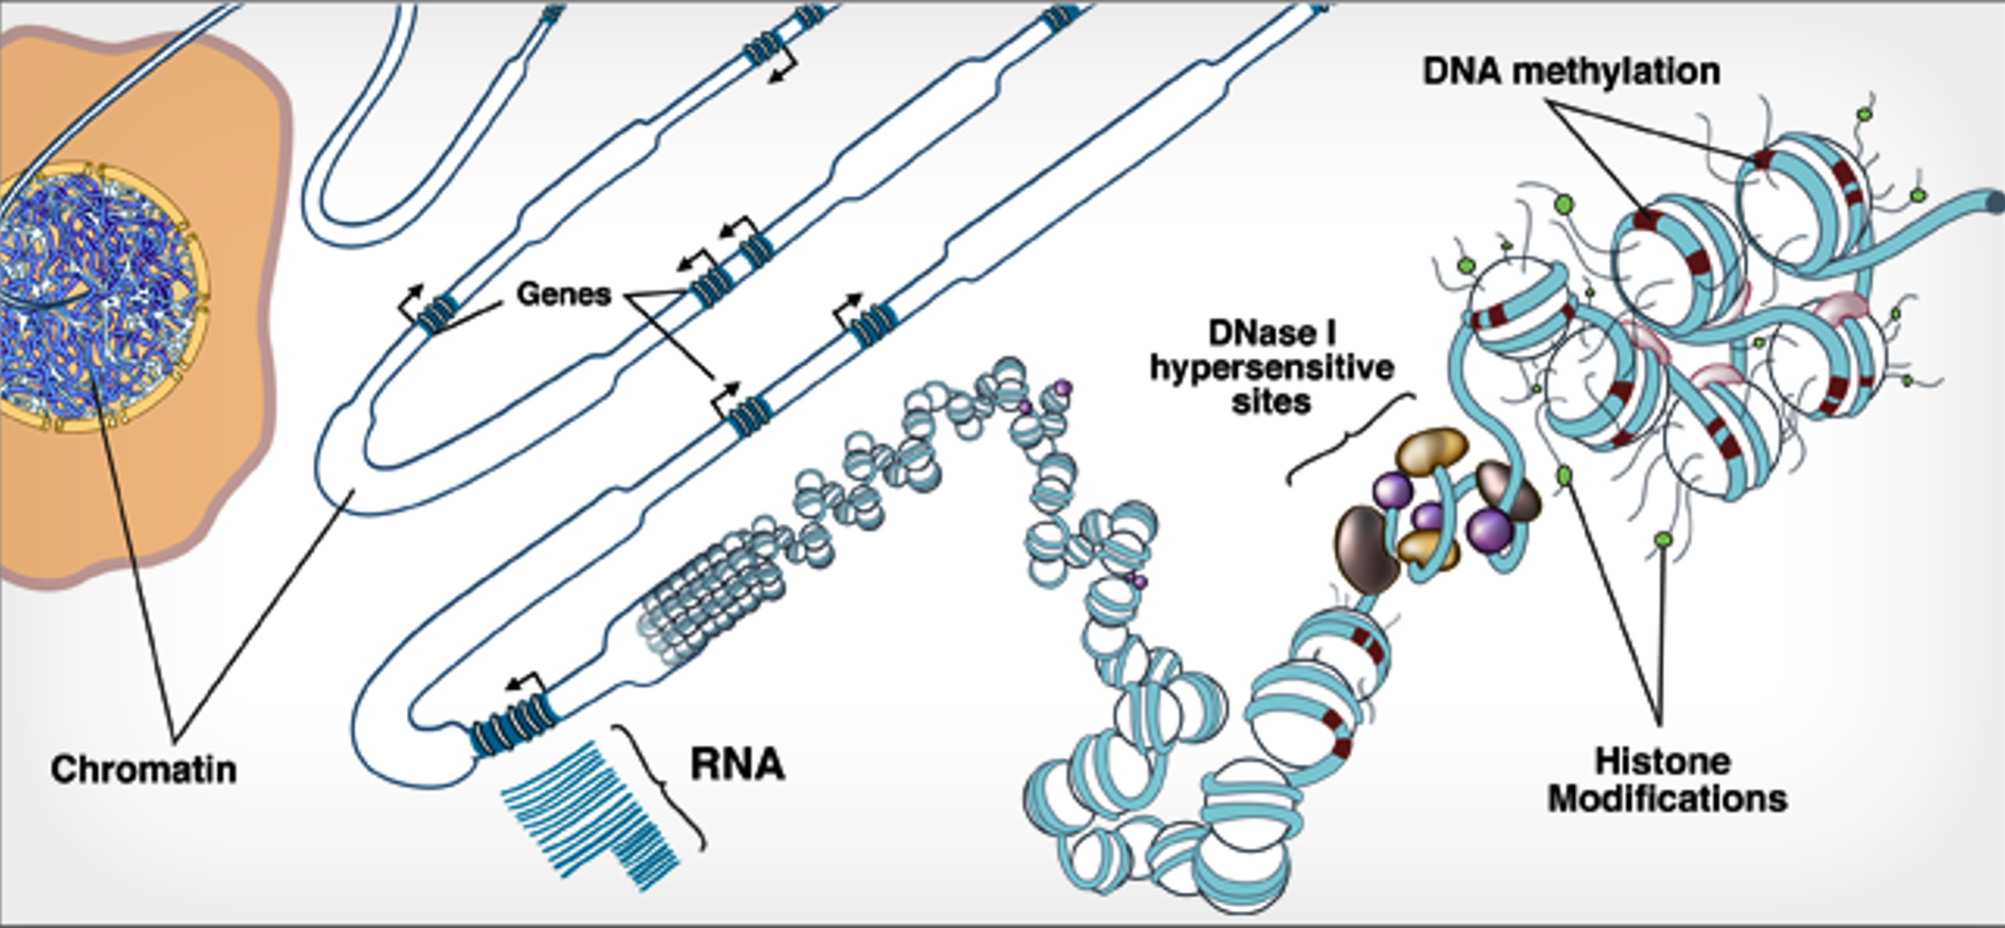 DNA methylation
Genes
DNase I
hypersensitive
sites
Chromatin
RNA
Histone
Modifications